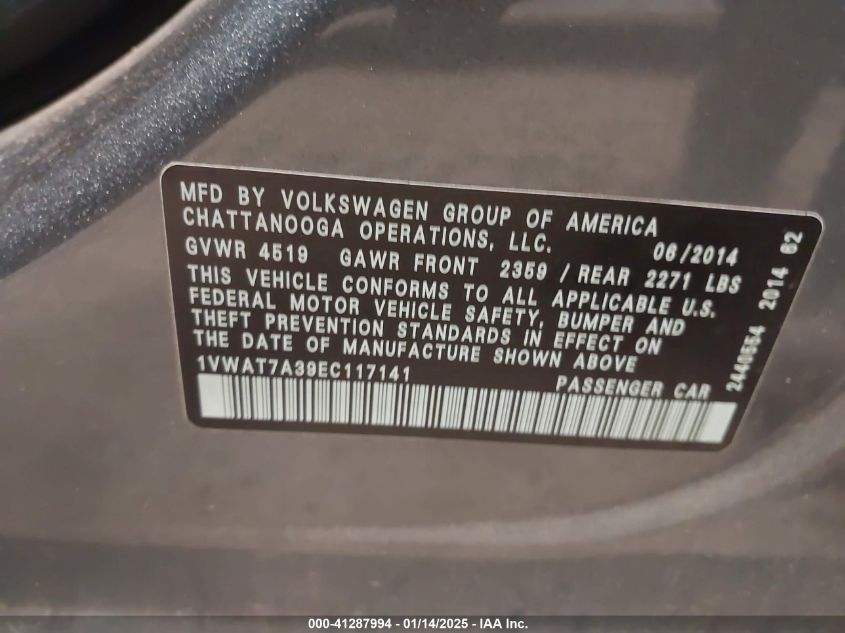 MFD BY VOLKSWAGEN GROUP OF AMERICA
CHATTANOOGA OPERATIONS, LLC.
06/2014
GVWR 4519 GAWR FRONT 2359 / REAR 2271 LBS
THIS VEHICLE CONFORMS TO ALL APPLICABLE U.S.
FEDERAL MOTOR VEHICLE SAFETY, BUMPER AND
THEFT PREVENTION STANDARDS IN EFFECT ON
THE DATE OF MANUFACTURE SHOWN ABOVE
1VWAT7A39EC117141 PASSENGER CAR
2440554 2014 62
000-41287994 - 01/14/2025 - IAA Inc.